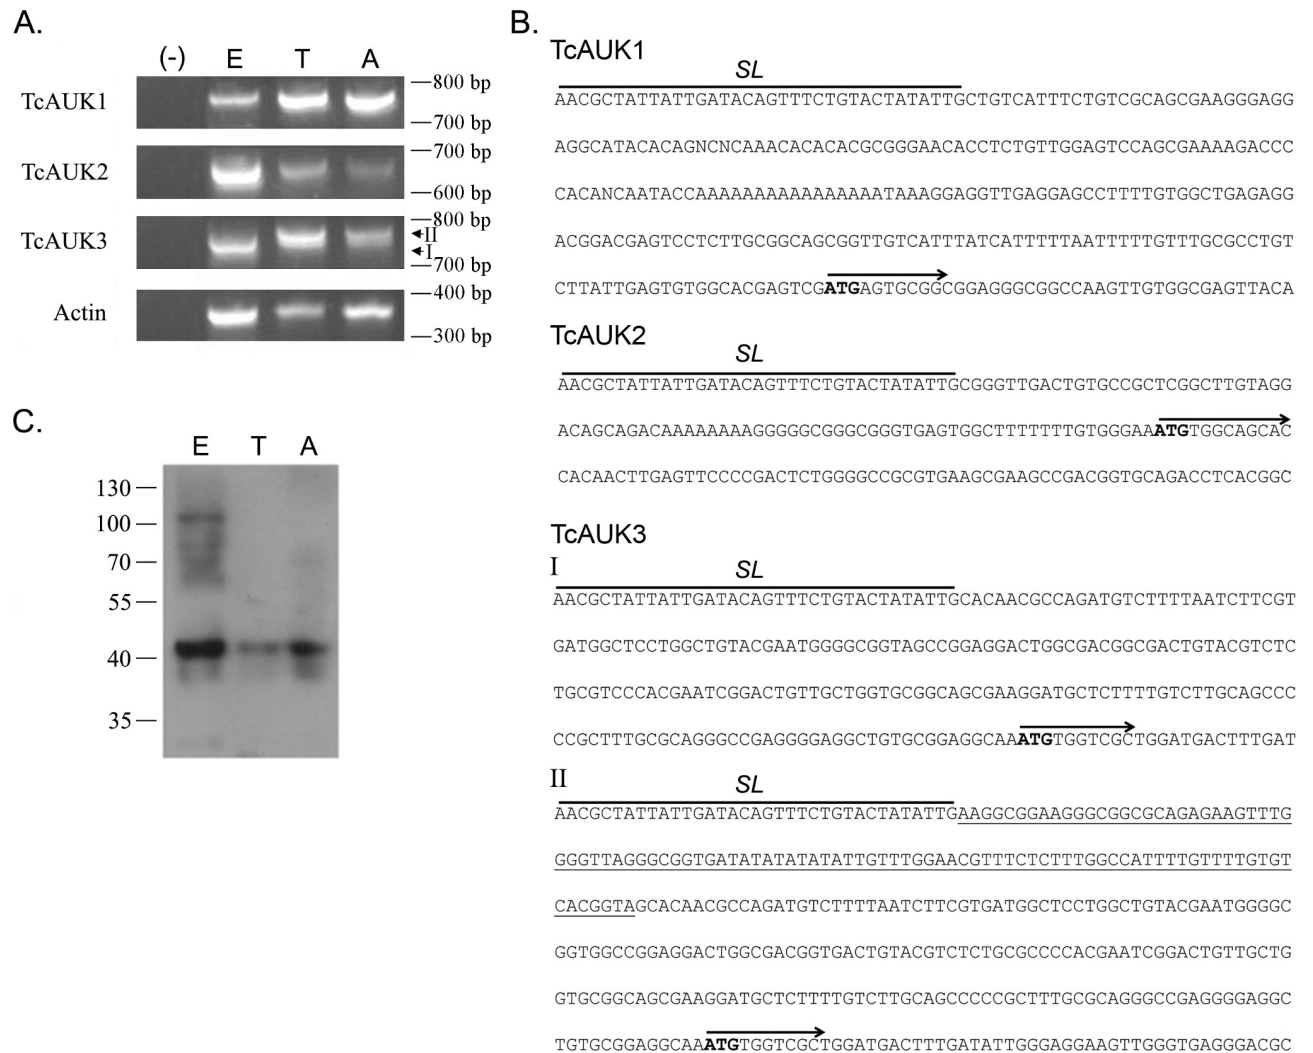 A.
(-) E T A
TcAUK1
800 bp
700 bp
TcAUK2
700 bp
600 bp
TcAUK3
800 bp
II
I
700 bp
Actin
400 bp
300 bp
B.
TcAUK1
SL
AACGCTATTATTGATACAGTTTCTGTACTATATTGCTGTCATTTCTGTCGCAGCGAAGGGAGG
AGGCATACACAGNCNCAAACACACACGCGGGAACACCTCTGTTGGAGTCCAGCGAAAAGACCC
CACANCAATACCAAAAAAAAAAAAAAAATAAAGGAGGTTGAGGAGCCTTTTGTGGCTGAGAGG
ACGGACGAGTCCTCTTGCGGCAGCGGTTGTCATTTATCATTTTTAATTTTTGTTTGCGCCTGT
CTTATTGAGTGTGGCACGAGTCGATGAGTGCGGCGGAGGGCGGCCAAGTTGTGGCGAGTTACA
TcAUK2
SL
AACGCTATTATTGATACAGTTTCTGTACTATATTGCGGGTTGACTGTGCCGCTCGGCTTGTAGG
ACAGCAGACAAAAAAAAGGGGGCGGGCGGGTGAGTGGCTTTTTTTGTGGGAAATGTGGCAGCAC
CACAACTTGAGTTCCCCGACTCTGGGGCCGCGTGAAGCGAAGCCGACGGTGCAGACCTCACGGC
TcAUK3
I
SL
AACGCTATTATTGATACAGTTTCTGTACTATATTGCACAACGCCAGATGTCTTTTAATCTTCGT
GATGGCTCCTGGCTGTACGAATGGGGCGGTAGCCGGAGGACTGGCGACGGCGACTGTACGTCTC
TGCGTCCCACGAATCGGACTGTTGCTGGTGCGGCAGCGAAGGATGCTCTTTTGTCTTGCAGCCC
CCGCTTTGCGCAGGGCCGAGGGGAGGCTGTGCGGAGGCAAATGTGGTCGCTGGATGACTTTGAT
II
SL
AACGCTATTATTGATACAGTTTCTGTACTATATTGAAGGCGGAAGGGCGGCGCAGAGAAGTTTG
GGGTTAGGGCGGTGATATATATATATTGTTTGGAACGTTTCTCTTTGGCCATTTTGTTTTGTGT
CACGGTAGCACAACGCCAGATGTCTTTTAATCTTCGTGATGGCTCCTGGCTGTACGAATGGGGC
GGTGGCCGGAGGACTGGCGACGGTGACTGTACGTCTCTGCGCCCCACGAATCGGACTGTTGCTG
GTGCGGCAGCGAAGGATGCTCTTTTGTCTTGCAGCCCCCGCTTTGCGCAGGGCCGAGGGGAGGC
TGTGCGGAGGCAAATGTGGTCGCTGGATGACTTTGATATTGGGAGGAAGTTGGGTGAGGGACGC
C.
E T A
130
100
70
55
40
35